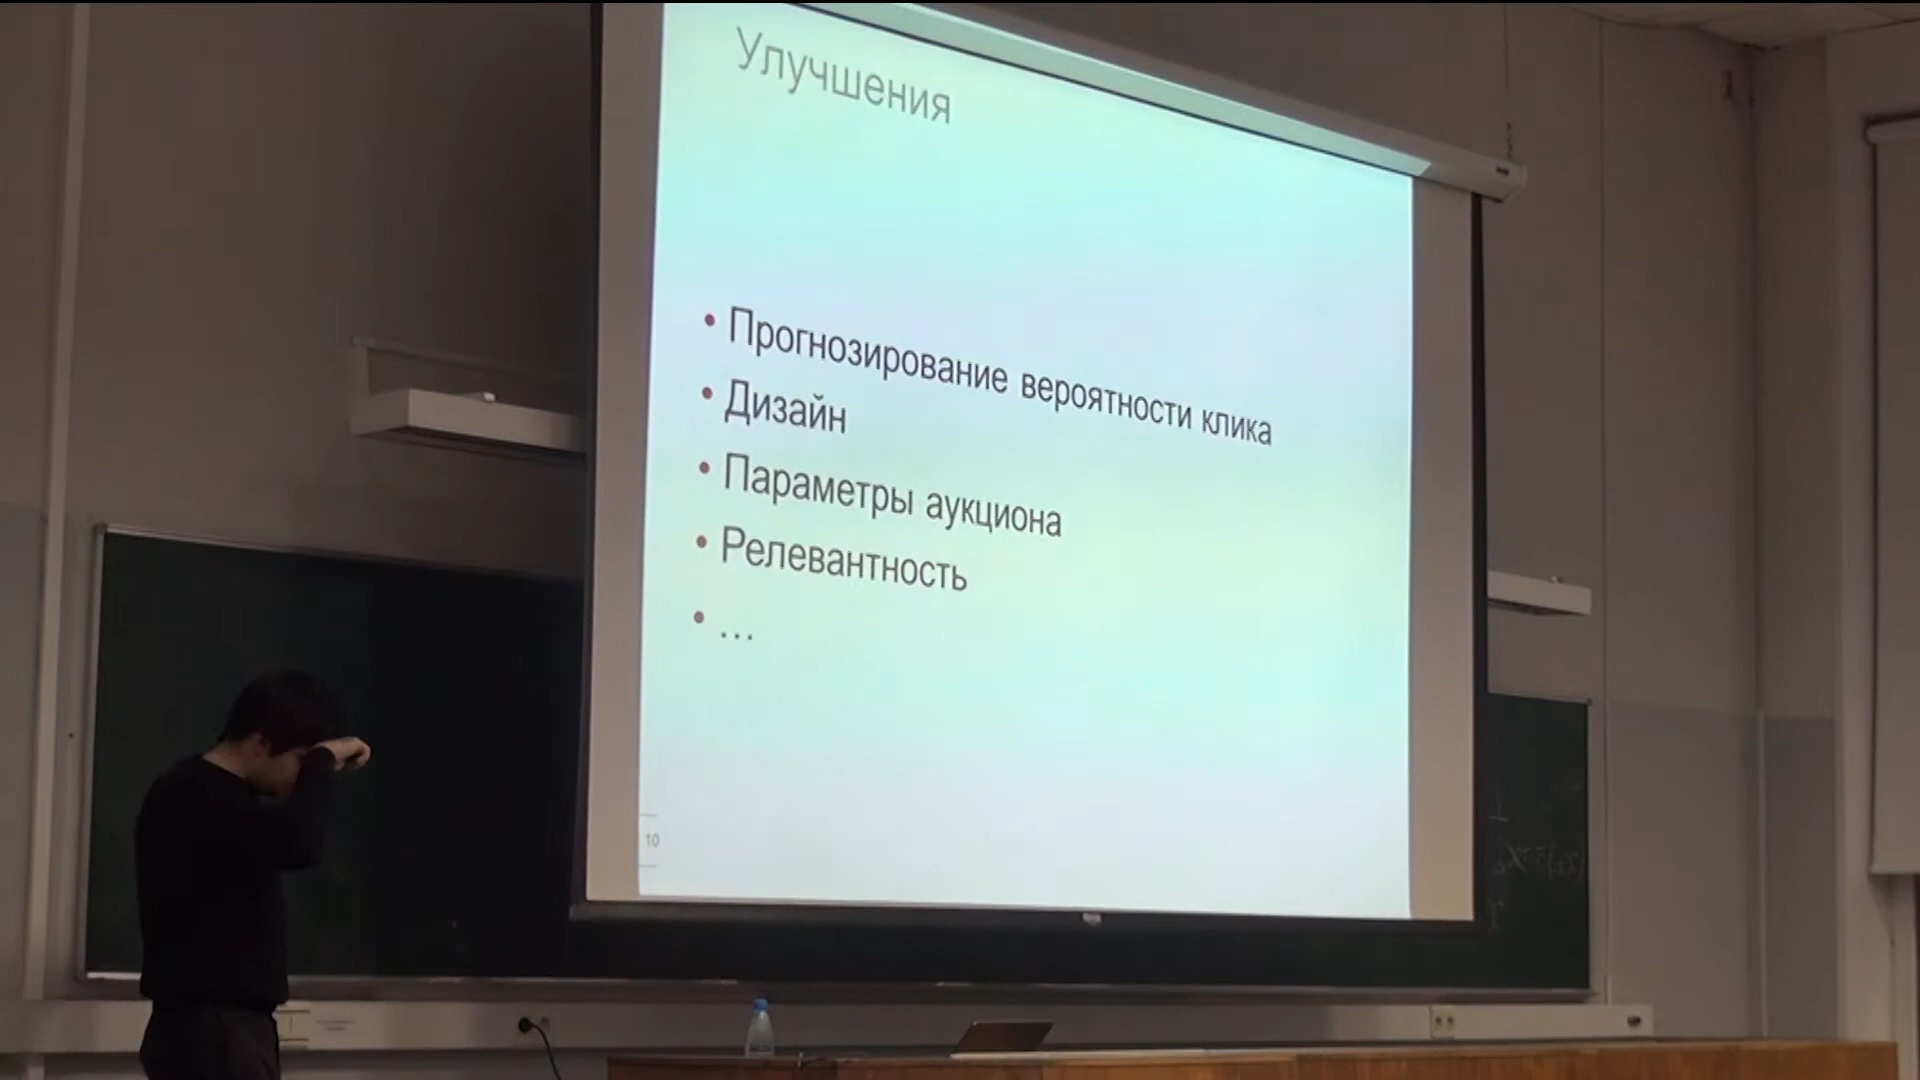 Улучшения
• Прогнозирование вероятности клика
• Дизайн
• Параметры аукциона
• Релевантность
• ...
10